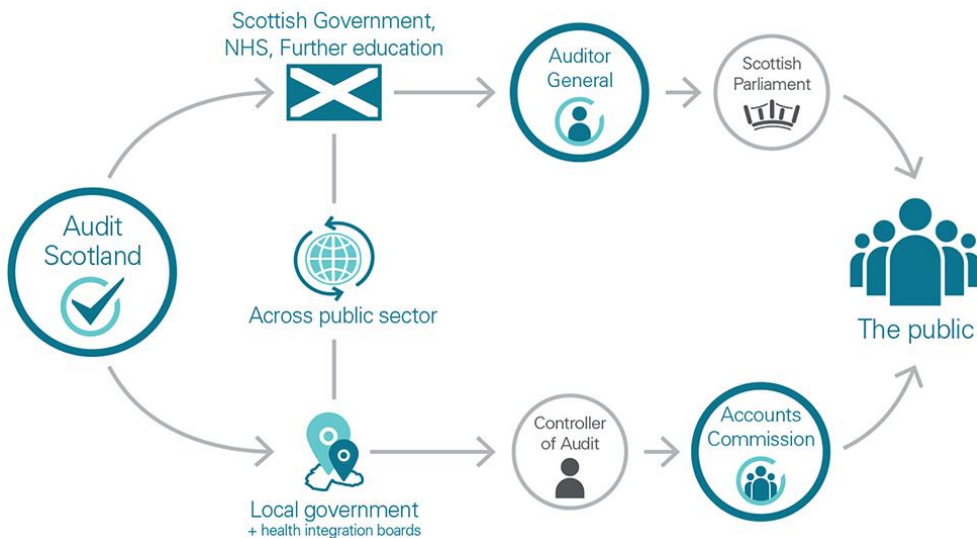 Scottish Government,
NHS, Further education
Auditor
General
Scottish
Parliament
Audit
Scotland
Across public sector
The public
Controller
of Audit
Accounts
Commission
Local government
+ health integration boards